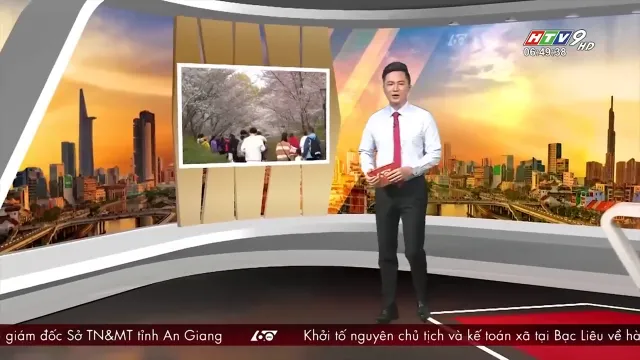 HTV9 HD
06:49:38
giám đốc Sở TN&MT tỉnh An Giang
60
Khởi tố nguyên chủ tịch và kế toán xã tại Bạc Liêu về